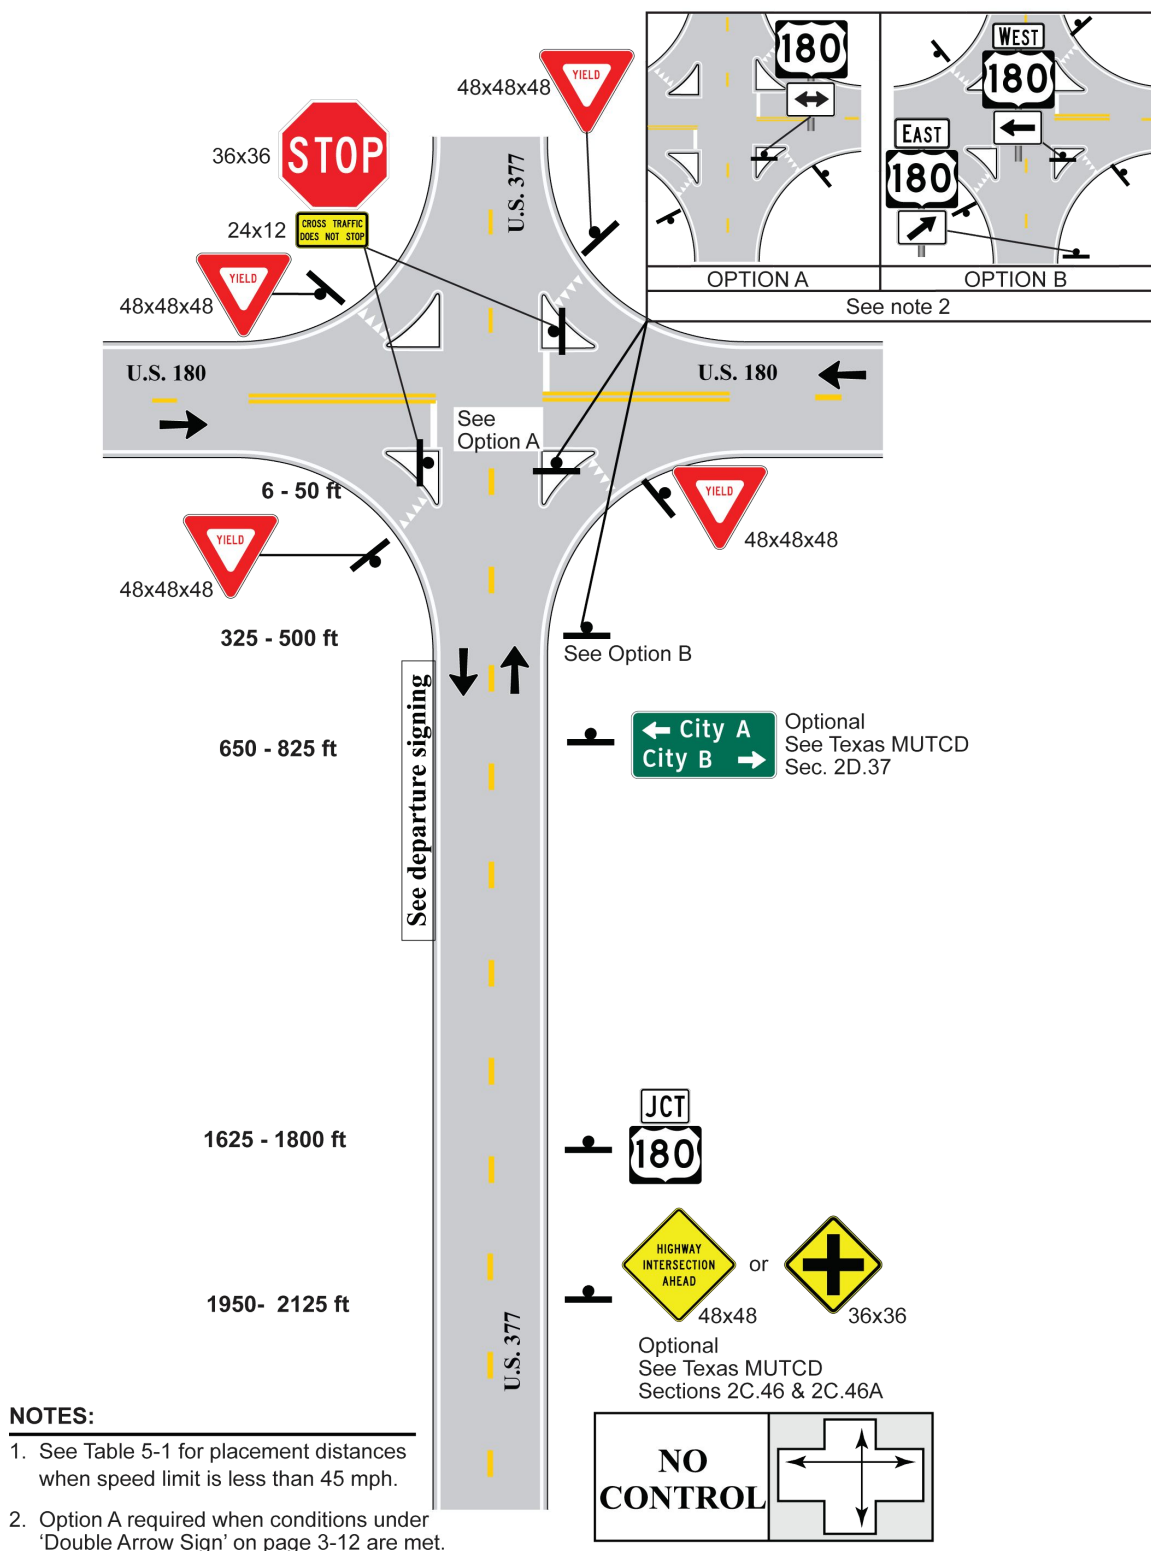 48x48x48
YIELD
180
WEST
180
EAST
180
OPTION A
OPTION B
See note 2
36x36
STOP
24x12
CROSS TRAFFIC
DOES NOT STOP
U.S. 377
YIELD
48x48x48
U.S. 180
U.S. 180
See
Option A
6 - 50 ft
YIELD
48x48x48
YIELD
48x48x48
325 - 500 ft
See Option B
See departure signing
650 - 825 ft
City A
City B
Optional
See Texas MUTCD
Sec. 2D.37
1625 - 1800 ft
JCT
180
1950- 2125 ft
HIGHWAY
INTERSECTION
AHEAD
48x48
or
36x36
Optional
See Texas MUTCD
Sections 2C.46 & 2C.46A
U.S. 377
NO
CONTROL
NOTES:
1. See Table 5-1 for placement distances
when speed limit is less than 45 mph.
2. Option A required when conditions under
‘Double Arrow Sign’ on page 3-12 are met.